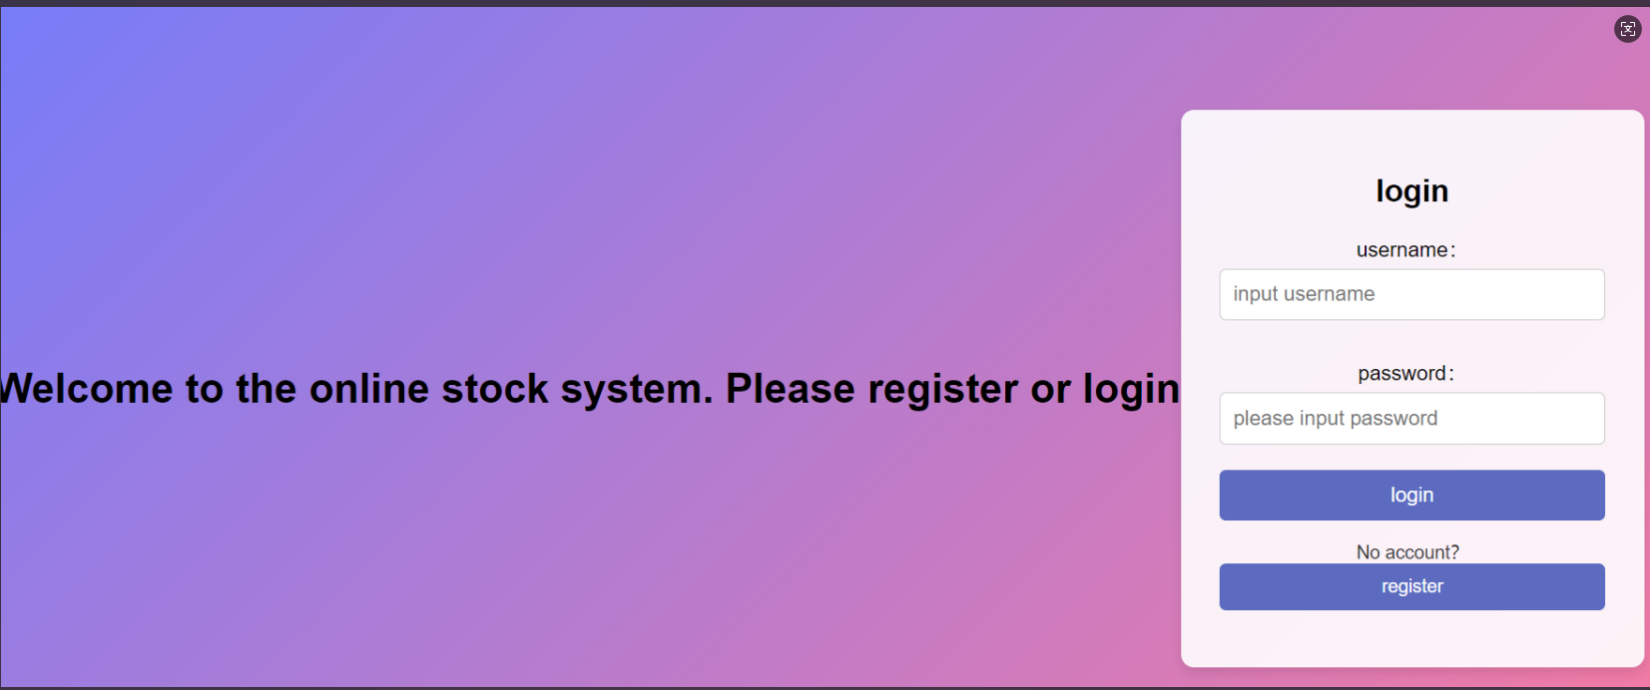 Welcome to the online stock system. Please register or login
login
username:
input username
password:
please input password
login
No account?
register